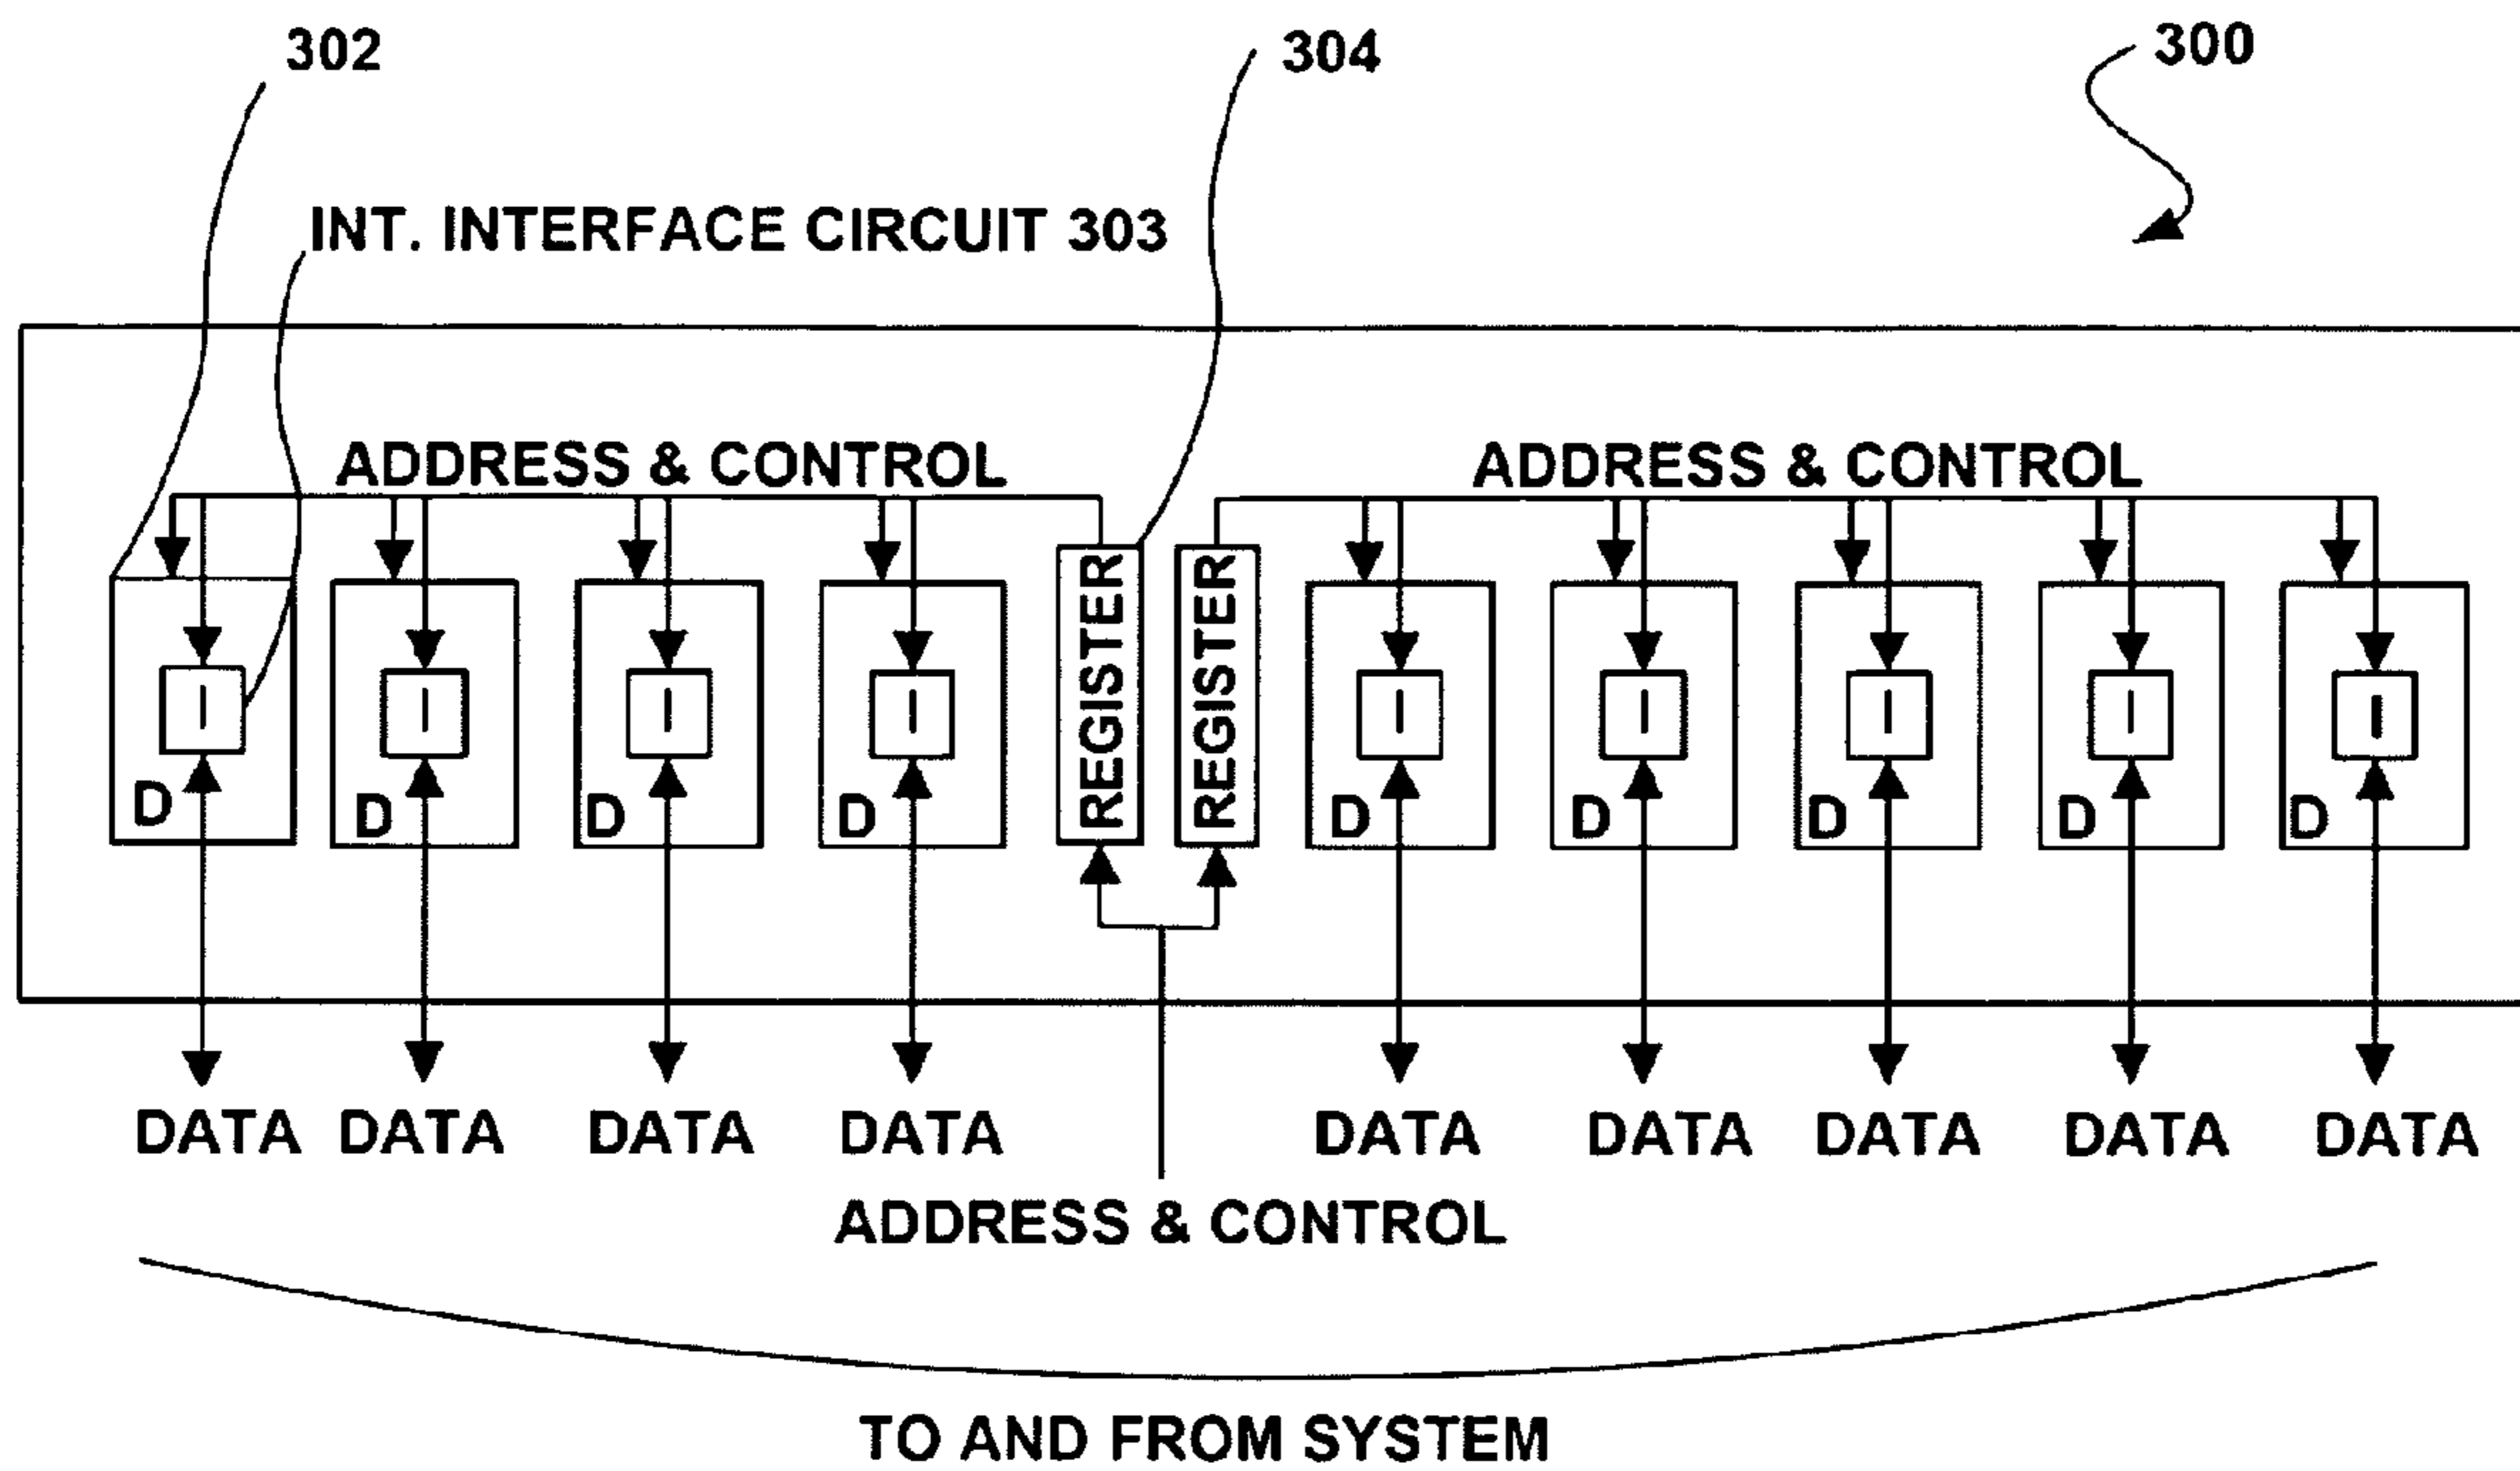 302
304
300
INT. INTERFACE CIRCUIT 303
ADDRESS & CONTROL
ADDRESS & CONTROL
I
I
I
I
REGISTER
REGISTER
I
I
I
I
I
D
D
D
D
D
D
D
D
D
DATA
DATA
DATA
DATA
DATA
DATA
DATA
DATA
DATA
ADDRESS & CONTROL
TO AND FROM SYSTEM